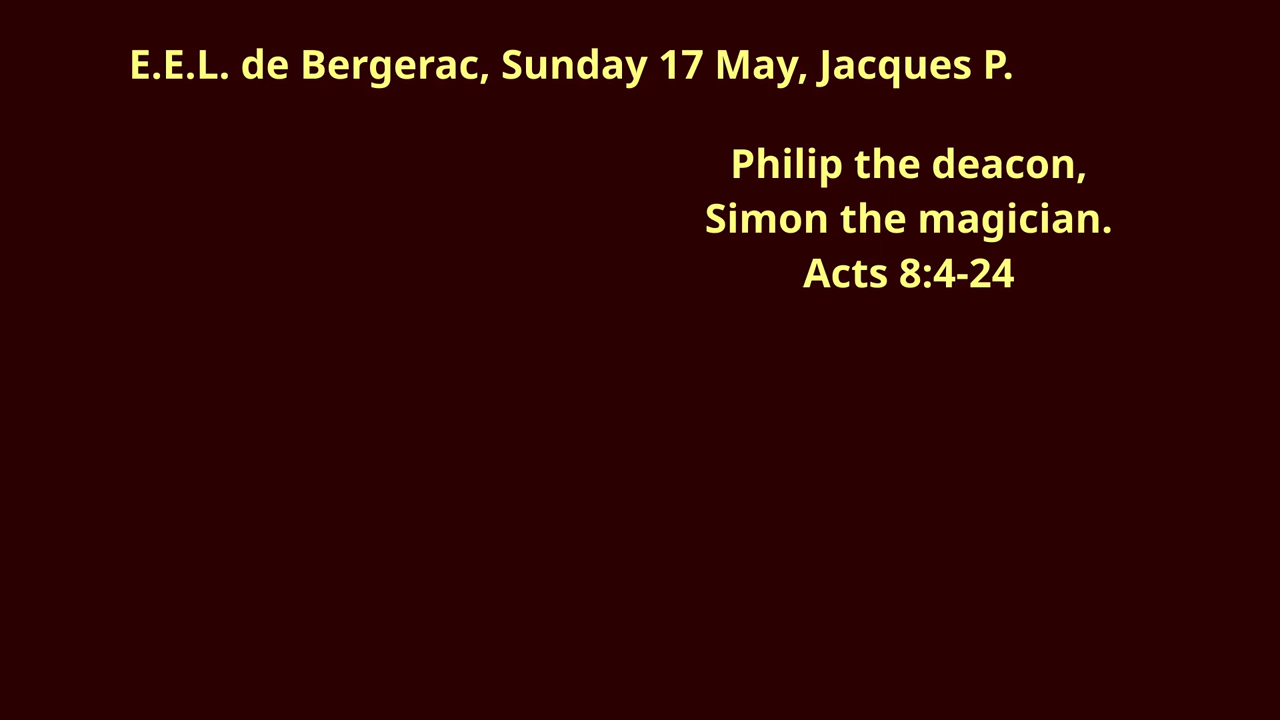 E.E.L. de Bergerac, Sunday 17 May, Jacques P.
Philip the deacon,
Simon the magician.
Acts 8:4-24